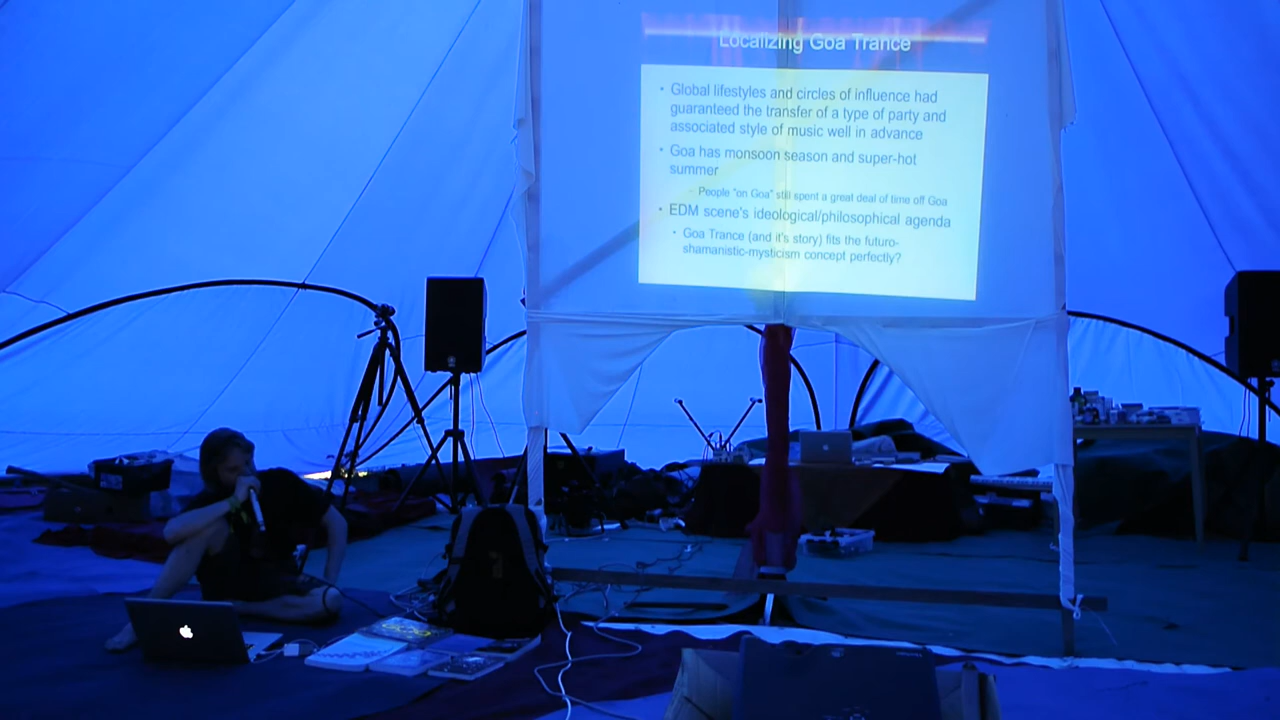 Localizing Goa Trance
• Global lifestyles and circles of influence had
guaranteed the transfer of a type of party and
associated style of music well in advance
• Goa has monsoon season and super-hot
summer
– People "on Goa" still spent a great deal of time off Goa
• EDM scene's ideological/philosophical agenda
• Goa Trance (and it's story) fits the futuro-
shamanistic-mysticism concept perfectly?